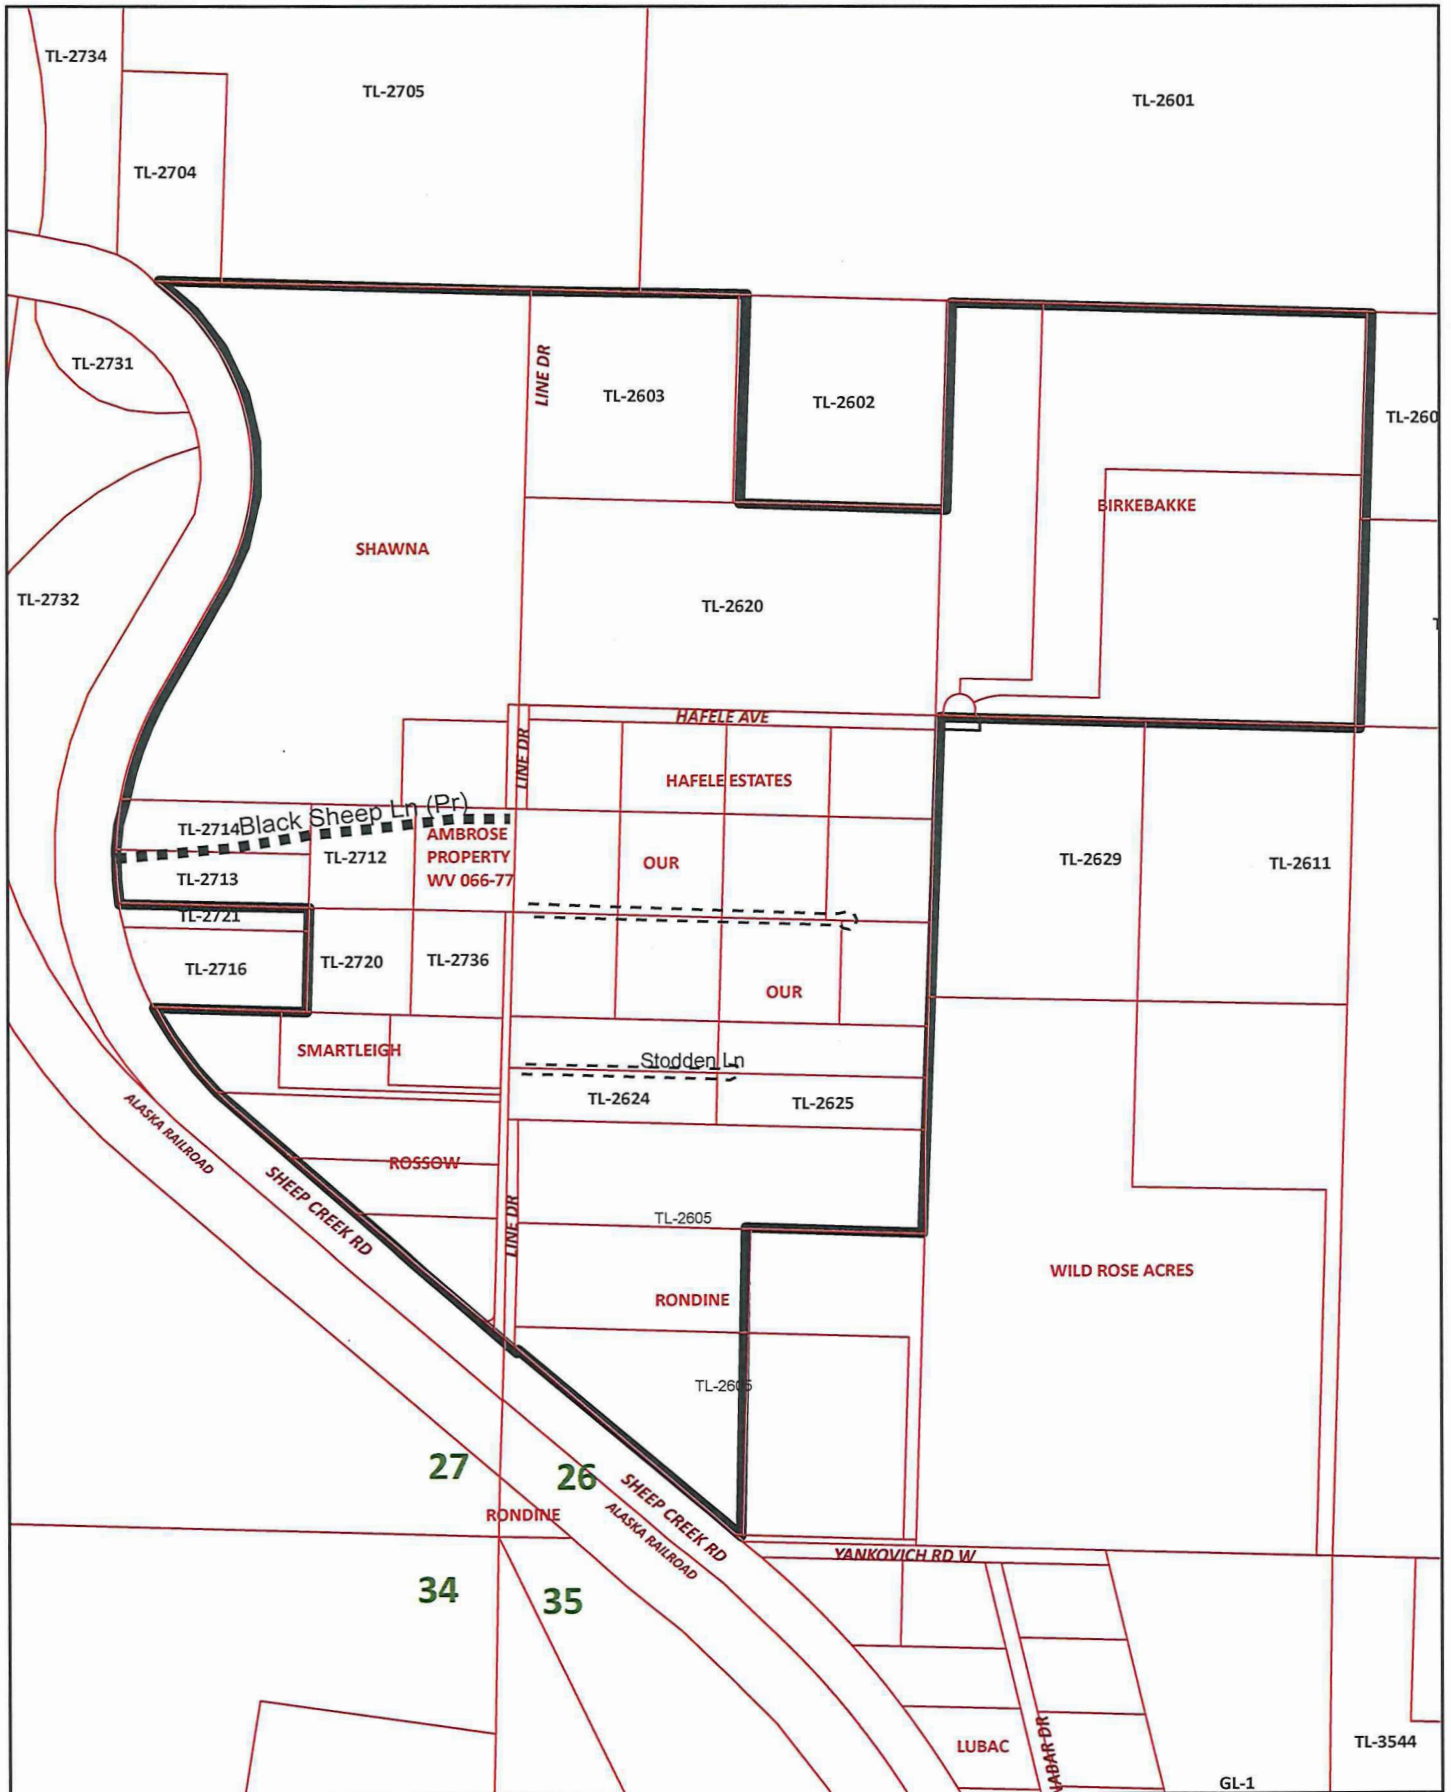 TL-2734
TL-2705
TL-2601
TL-2704
TL-2731
LINE DR
TL-2603
TL-2602
TL-260
BIRKEBAKKE
SHAWNA
TL-2732
TL-2620
HAFELE AVE
LINE DR
HAFELE ESTATES
Black Sheep Ln (Pr)
TL-2714
AMBROSE
PROPERTY
WV 066-77
TL-2712
OUR
TL-2629
TL-2611
TL-2713
TL-2721
TL-2716
TL-2720
TL-2736
OUR
SMARTLEIGH
Stodden Ln
TL-2624
TL-2625
ALASKA RAILROAD
SHEEP CREEK RD
ROSSOW
LINE DR
TL-2605
WILD ROSE ACRES
RONDINE
TL-2605
27
26
SHEEP CREEK RD
ALASKA RAILROAD
RONDINE
YANKOVICH RD W
34
35
LUBAC
TL-3544
GL-1